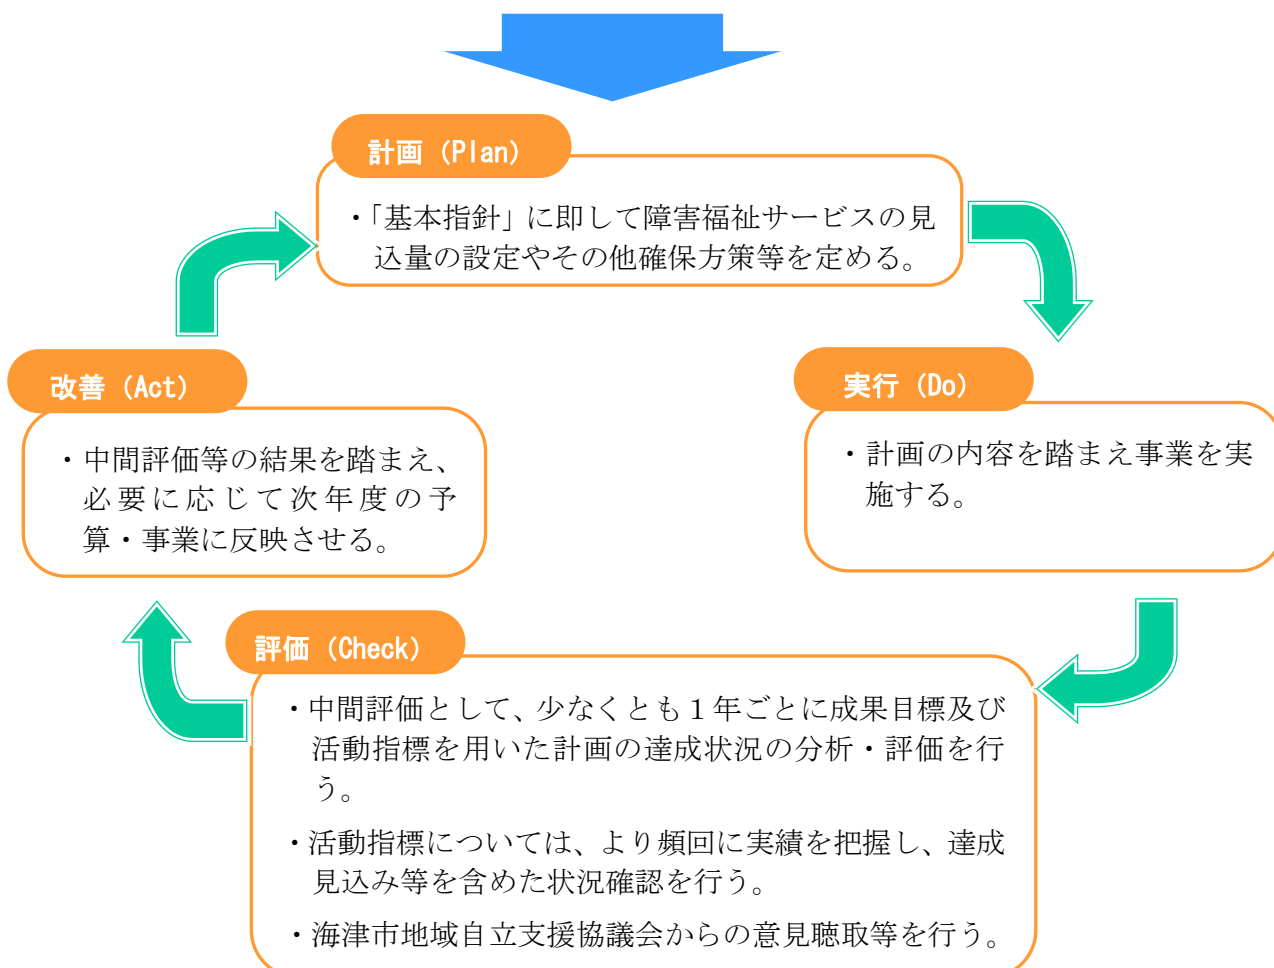 計画（Plan）
・「基本指針」に即して障害福祉サービスの見
込量の設定やその他確保方策等を定める。
改善（Act）
・中間評価等の結果を踏まえ、
必要に応じて次年度の予
算・事業に反映させる。
実行（Do）
・計画の内容を踏まえ事業を実
施する。
評価（Check）
・中間評価として、少なくとも１年ごとに成果目標及び
活動指標を用いた計画の達成状況の分析・評価を行
う。
・活動指標については、より頻回に実績を把握し、達成
見込み等を含めた状況確認を行う。
・海津市地域自立支援協議会からの意見聴取等を行う。